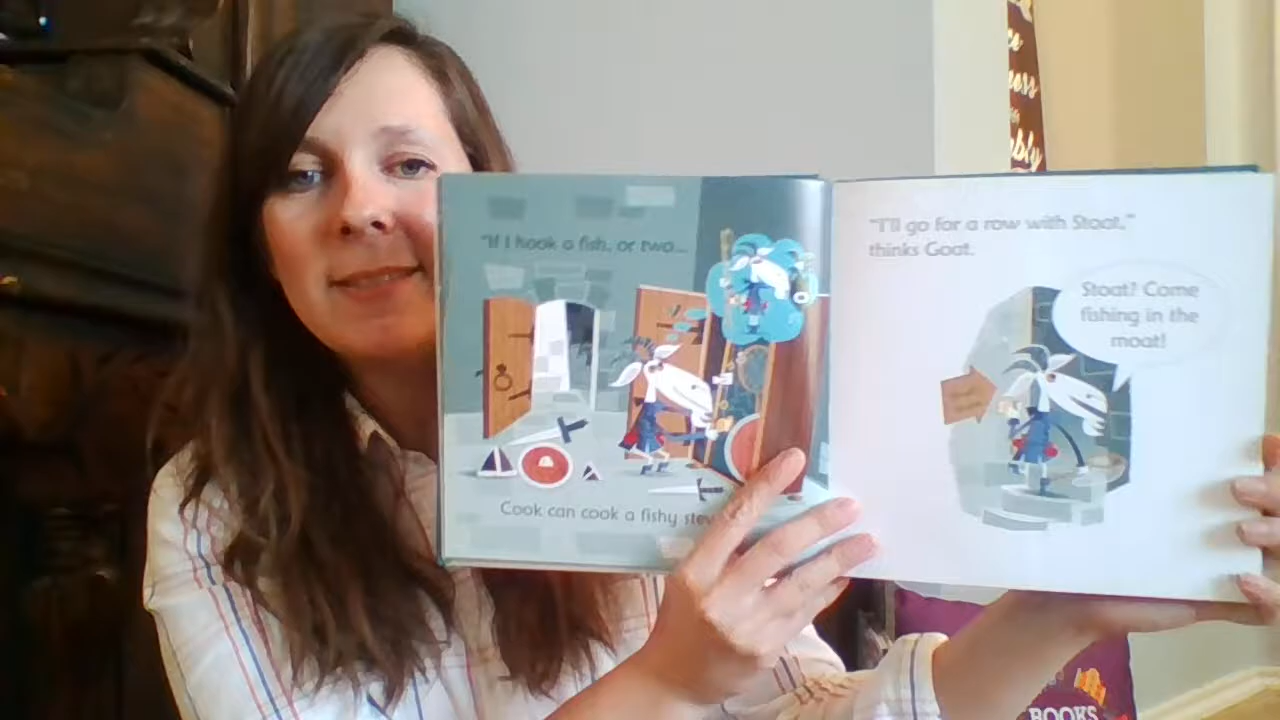 "If I hook a fish, or two...
Cook can cook a fishy stew
"I'll go for a row with Stoat,"
thinks Goat.
Stoat? Come
fishing in the
moat!
BOOKS